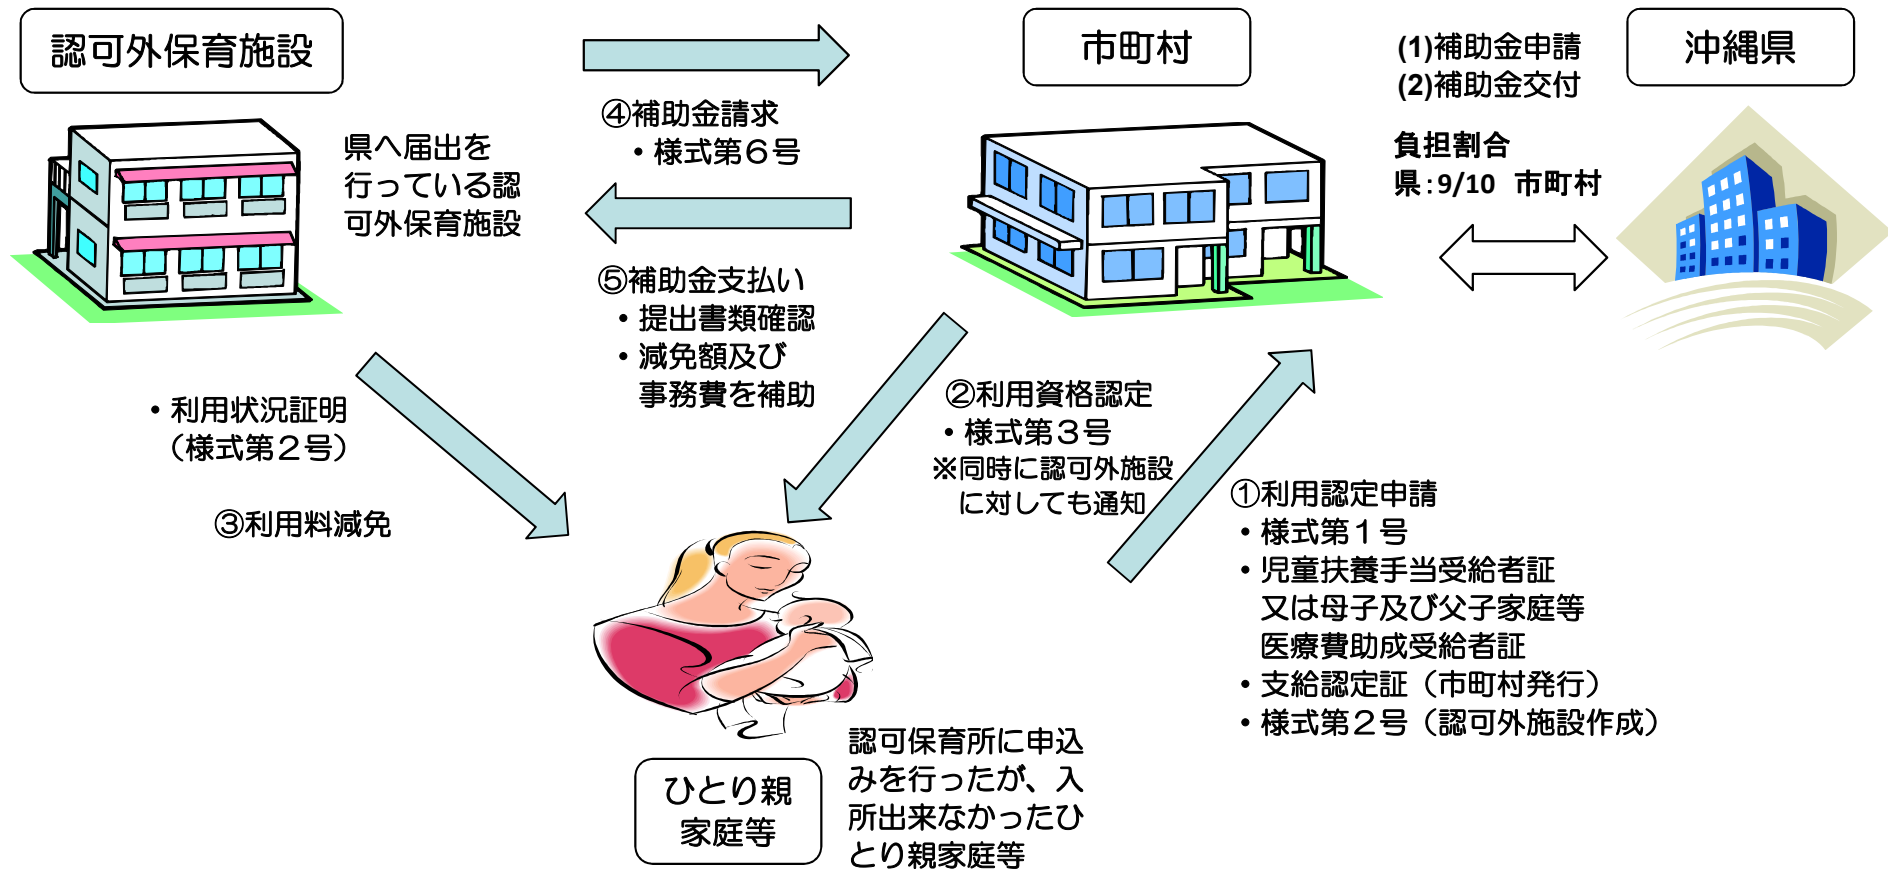 認可外保育施設
県へ届出を
行っている認
可外保育施設
④補助金請求
・様式第６号
⑤補助金支払い
・提出書類確認
・減免額及び
事務費を補助
市町村
(1)補助金申請
(2)補助金交付
負担割合
県：9/10　市町村
沖縄県
・利用状況証明
（様式第２号）
③利用料減免
②利用資格認定
・様式第３号
※同時に認可外施設
に対しても通知
①利用認定申請
・様式第１号
・児童扶養手当受給者証
又は母子及び父子家庭等
医療費助成受給者証
・支給認定証（市町村発行）
・様式第２号（認可外施設作成）
ひとり親
家庭等
認可保育所に申込
みを行ったが、入
所出来なかったひ
とり親家庭等